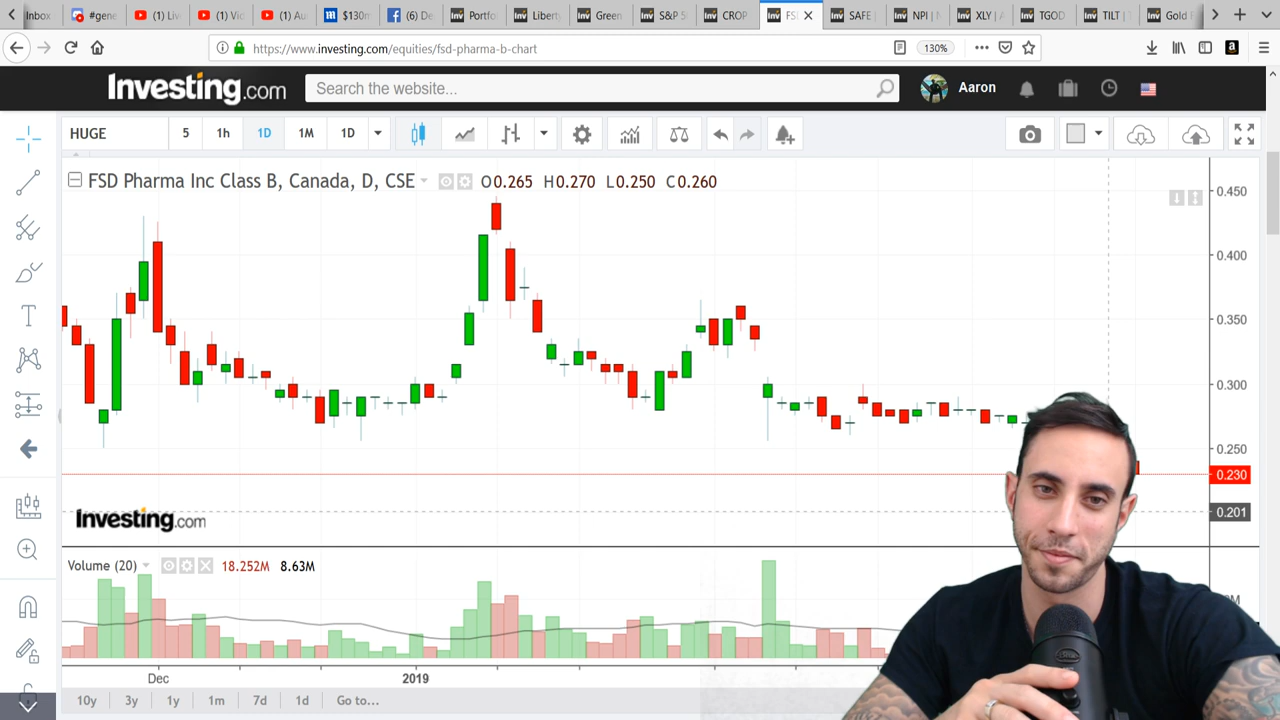 Inbox
#gene
(1) Liv
(1) Vid
(1) Au
$130m
(6) De
Portfo
Libert
Green
S&P 5
CROP
FS
SAFE
NPI | N
XLY | A
TGOD
TILT | T
Gold F
https://www.investing.com/equities/fsd-pharma-b-chart
130%
Investing.com
Search the website...
Aaron
HUGE
5
1h
1D
1M
1D
FSD Pharma Inc Class B, Canada, D, CSE
O0.265 H0.270 L0.250 C0.260
0.450
0.400
0.350
0.300
0.250
0.230
0.201
Investing.com
Volume (20)
18.252M 8.63M
Dec
2019
10y
3y
1y
1m
7d
1d
Go to...